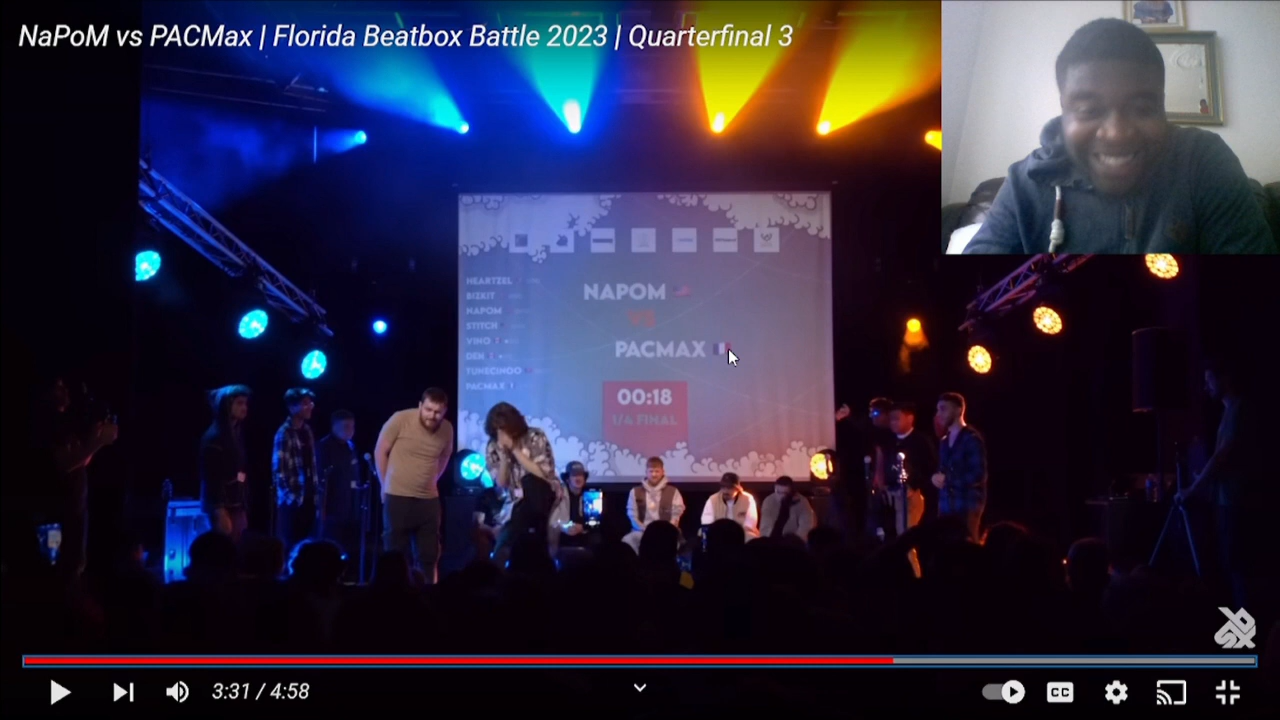 NaPoM vs PACMax | Florida Beatbox Battle 2023 | Quarterfinal 3
HEARTZEL
BIZKIT
NAPOM
STITCH
VINO
DEN
TUNECINOO
PACMAX
NAPOM
VS
PACMAX
00:18
1/4 FINAL
3:31 / 4:58
CC